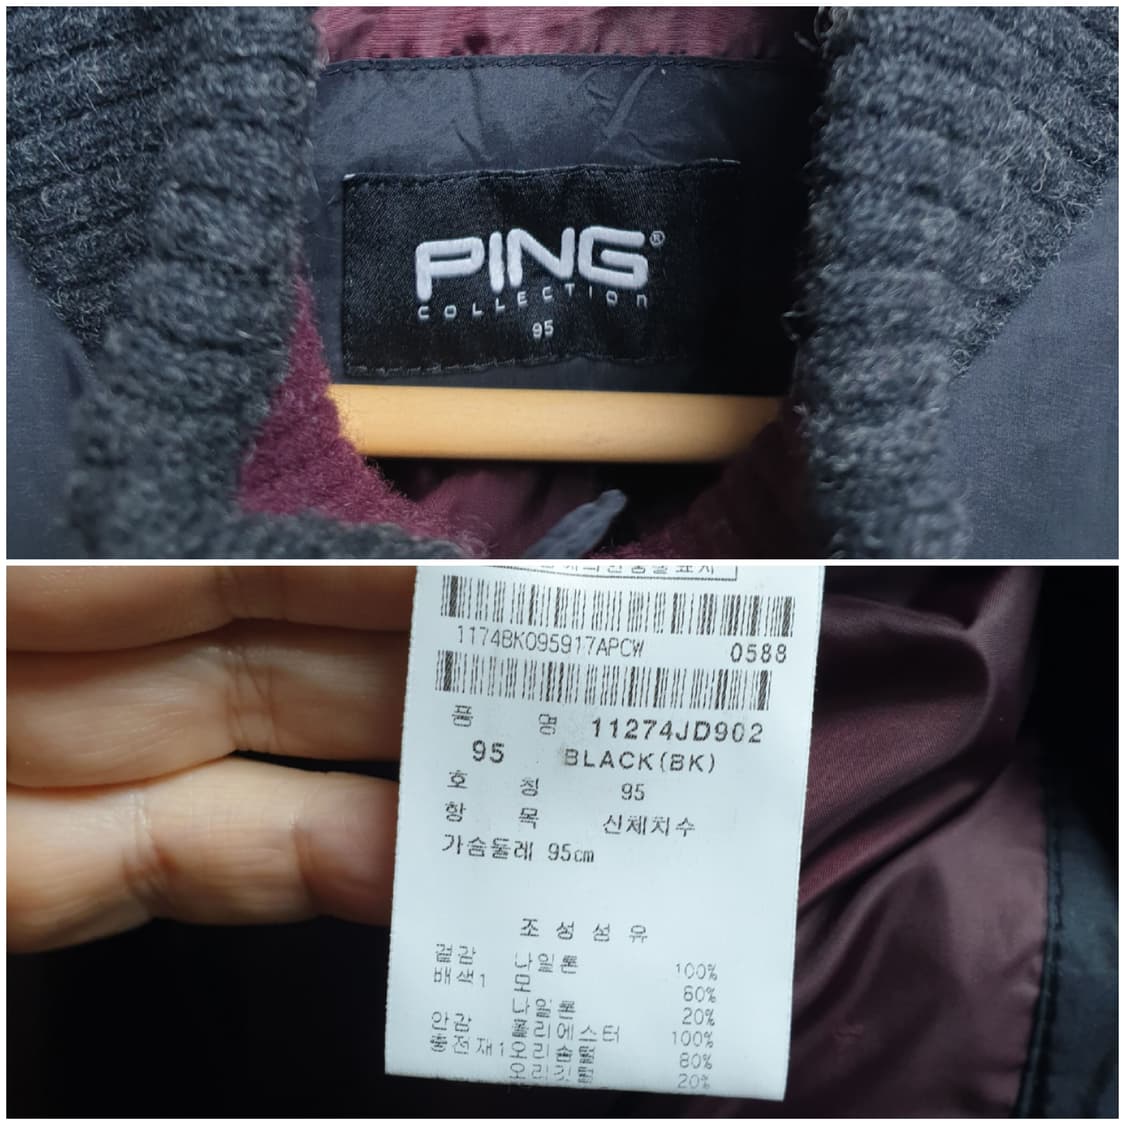 PING®
COLLECTION
95
1174BK095917APCW 0588
품 명 11274JD902
95 BLACK(BK)
호 칭 95
항 목 신체치수
가슴둘레 95cm
조 성 섬 유
겉감 나일론 100%
배색1 모 60%
나일론 20%
안감 폴리에스터 100%
충전재1 오리솜털 80%
오리깃털 20%